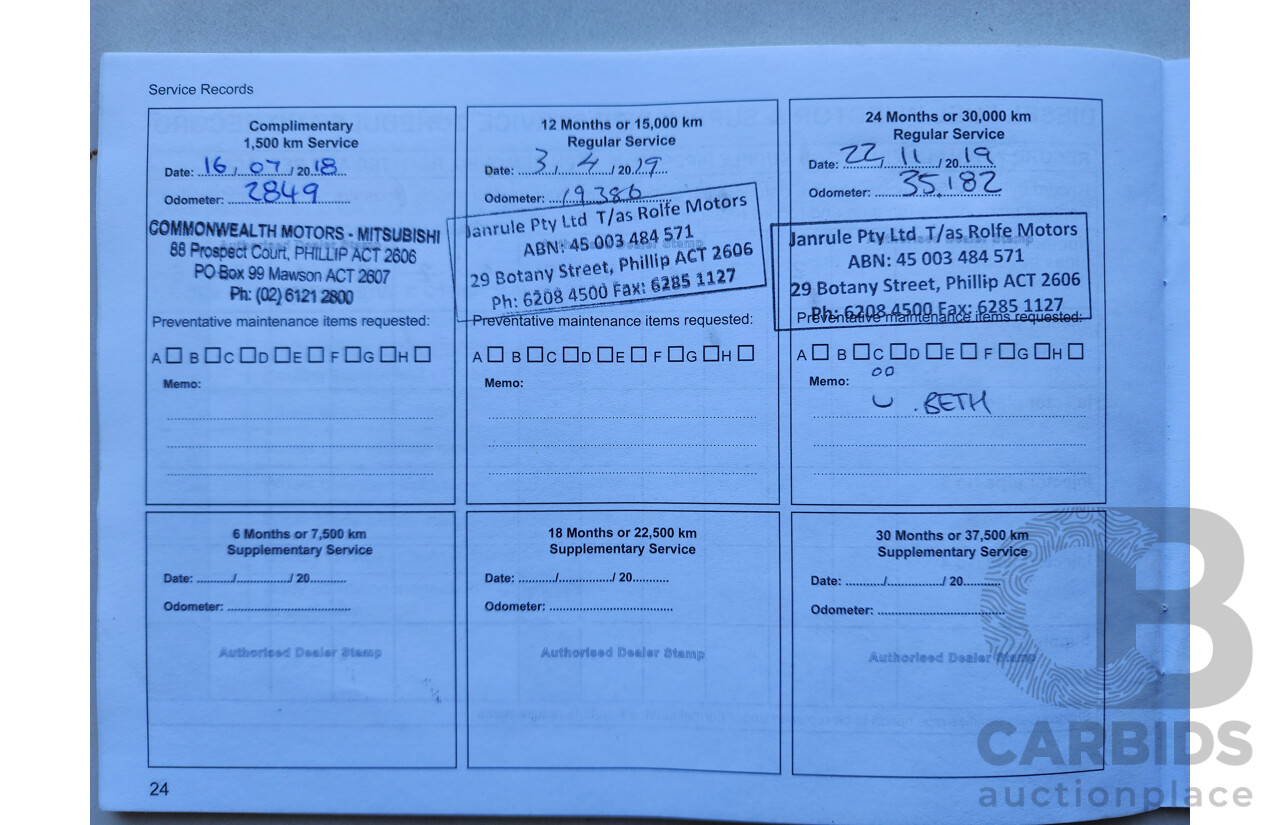 Service Records
Complimentary
1,500 km Service
Date: 16 / 07 / 2018
Odometer: 2849
COMMONWEALTH MOTORS - MITSUBISHI
88 Prospect Court, PHILLIP ACT 2606
PO Box 99 Mawson ACT 2607
Ph: (02) 6121 2800
Preventative maintenance items requested:
A B C D E F G H
Memo:
12 Months or 15,000 km
Regular Service
Date: 3 / 4 / 2019
Odometer: 19386
Janrule Pty Ltd T/as Rolfe Motors
ABN: 45 003 484 571
29 Botany Street, Phillip ACT 2606
Ph: 6208 4500 Fax: 6285 1127
Preventative maintenance items requested:
A B C D E F G H
Memo:
24 Months or 30,000 km
Regular Service
Date: 22 / 11 / 2019
Odometer: 35,182
Janrule Pty Ltd T/as Rolfe Motors
ABN: 45 003 484 571
29 Botany Street, Phillip ACT 2606
Ph: 6208 4500 Fax: 6285 1127
Preventative maintenance items requested:
A B C D E F G H
Memo:
BETH
6 Months or 7,500 km
Supplementary Service
Date: ........../............../ 20..........
Odometer: ..................................
Authorised Dealer Stamp
18 Months or 22,500 km
Supplementary Service
Date: ........../............../ 20..........
Odometer: ..................................
Authorised Dealer Stamp
30 Months or 37,500 km
Supplementary Service
Date: ........../............../ 20..........
Odometer: ..................................
Authorised Dealer Stamp
24
CB
CARBIDS
auctionplace